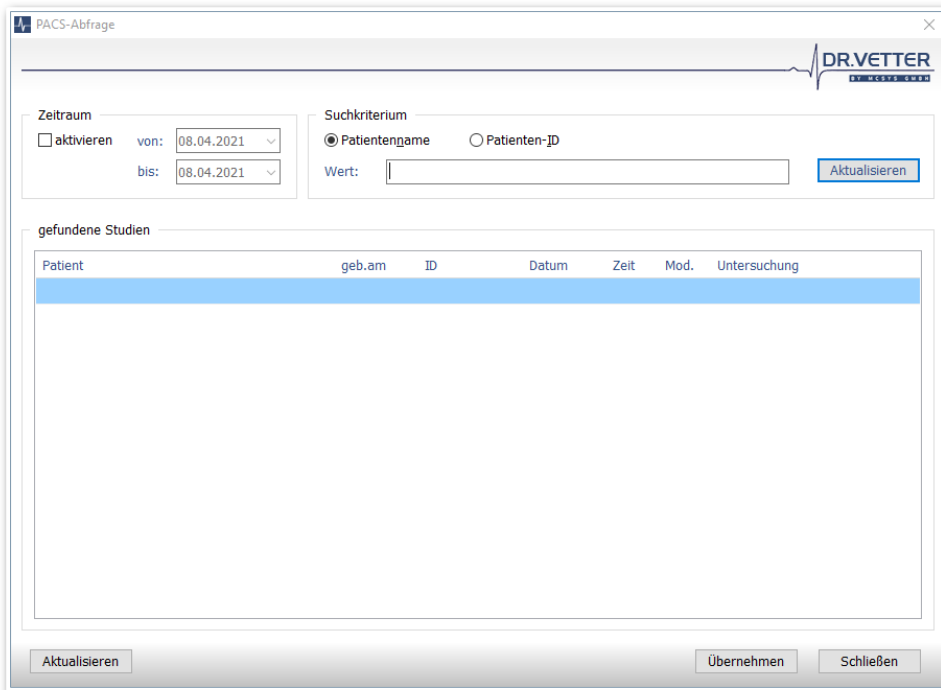 PACS-Abfrage
DR.VETTER
BY MCSYS GMBH
Zeitraum
aktivieren von: 08.04.2021
bis: 08.04.2021
Suchkriterium
Patientenname Patienten-ID
Wert: Aktualisieren
gefundene Studien
Patient geb.am ID Datum Zeit Mod. Untersuchung
Aktualisieren Übernehmen Schließen